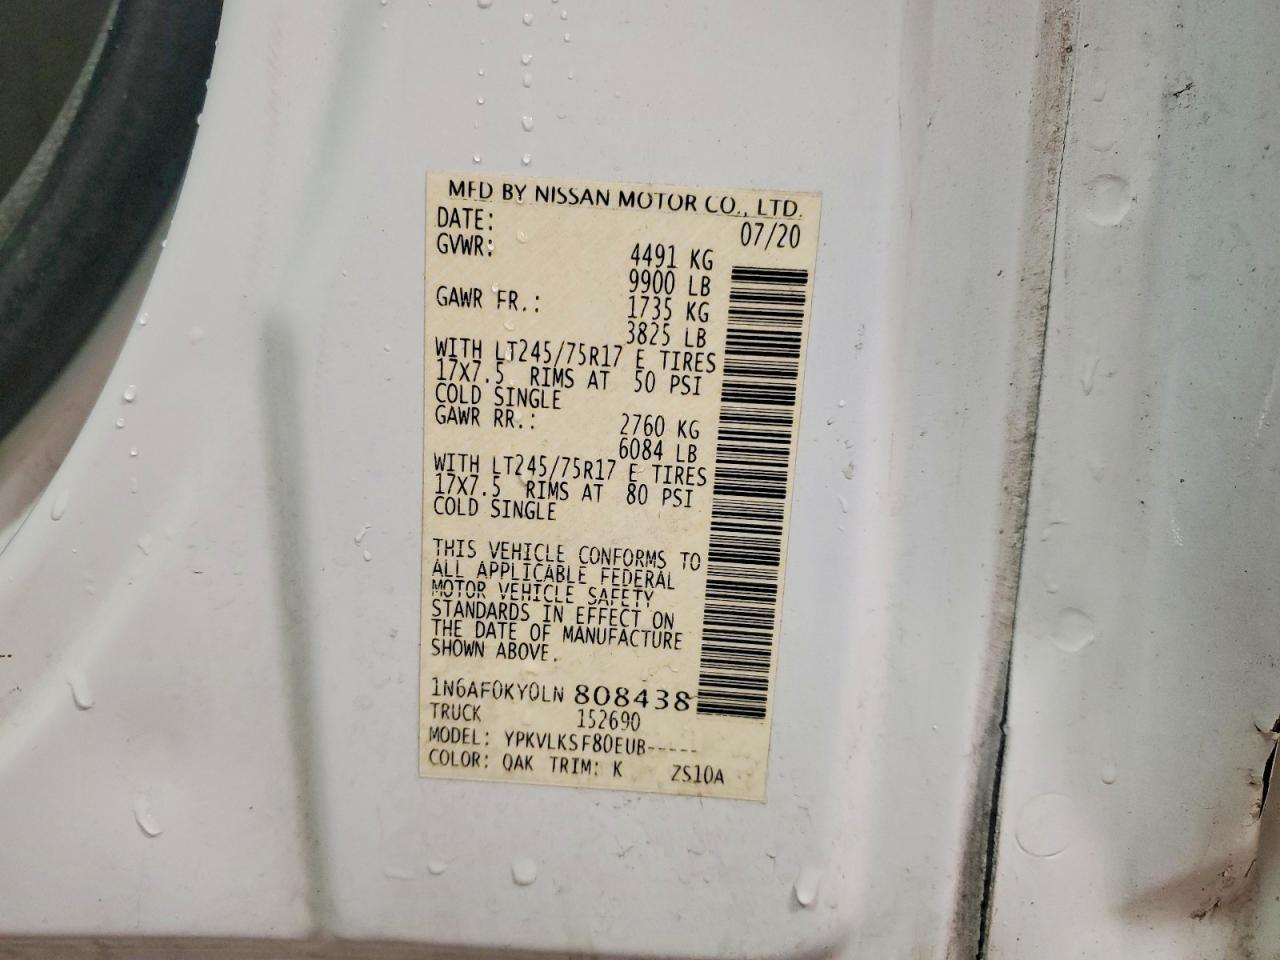 MFD BY NISSAN MOTOR CO., LTD.
DATE: 07/20
GVWR: 4491 KG
9900 LB
GAWR FR.: 1735 KG
3825 LB
WITH LT245/75R17 E TIRES
17X7.5 RIMS AT 50 PSI
COLD SINGLE
GAWR RR.: 2760 KG
6084 LB
WITH LT245/75R17 E TIRES
17X7.5 RIMS AT 80 PSI
COLD SINGLE
THIS VEHICLE CONFORMS TO
ALL APPLICABLE FEDERAL
MOTOR VEHICLE SAFETY
STANDARDS IN EFFECT ON
THE DATE OF MANUFACTURE
SHOWN ABOVE.
1N6AF0KY0LN 808438
TRUCK 152690
MODEL: YPKVLKSF80EUB-----
COLOR: QAK TRIM: K ZS10A